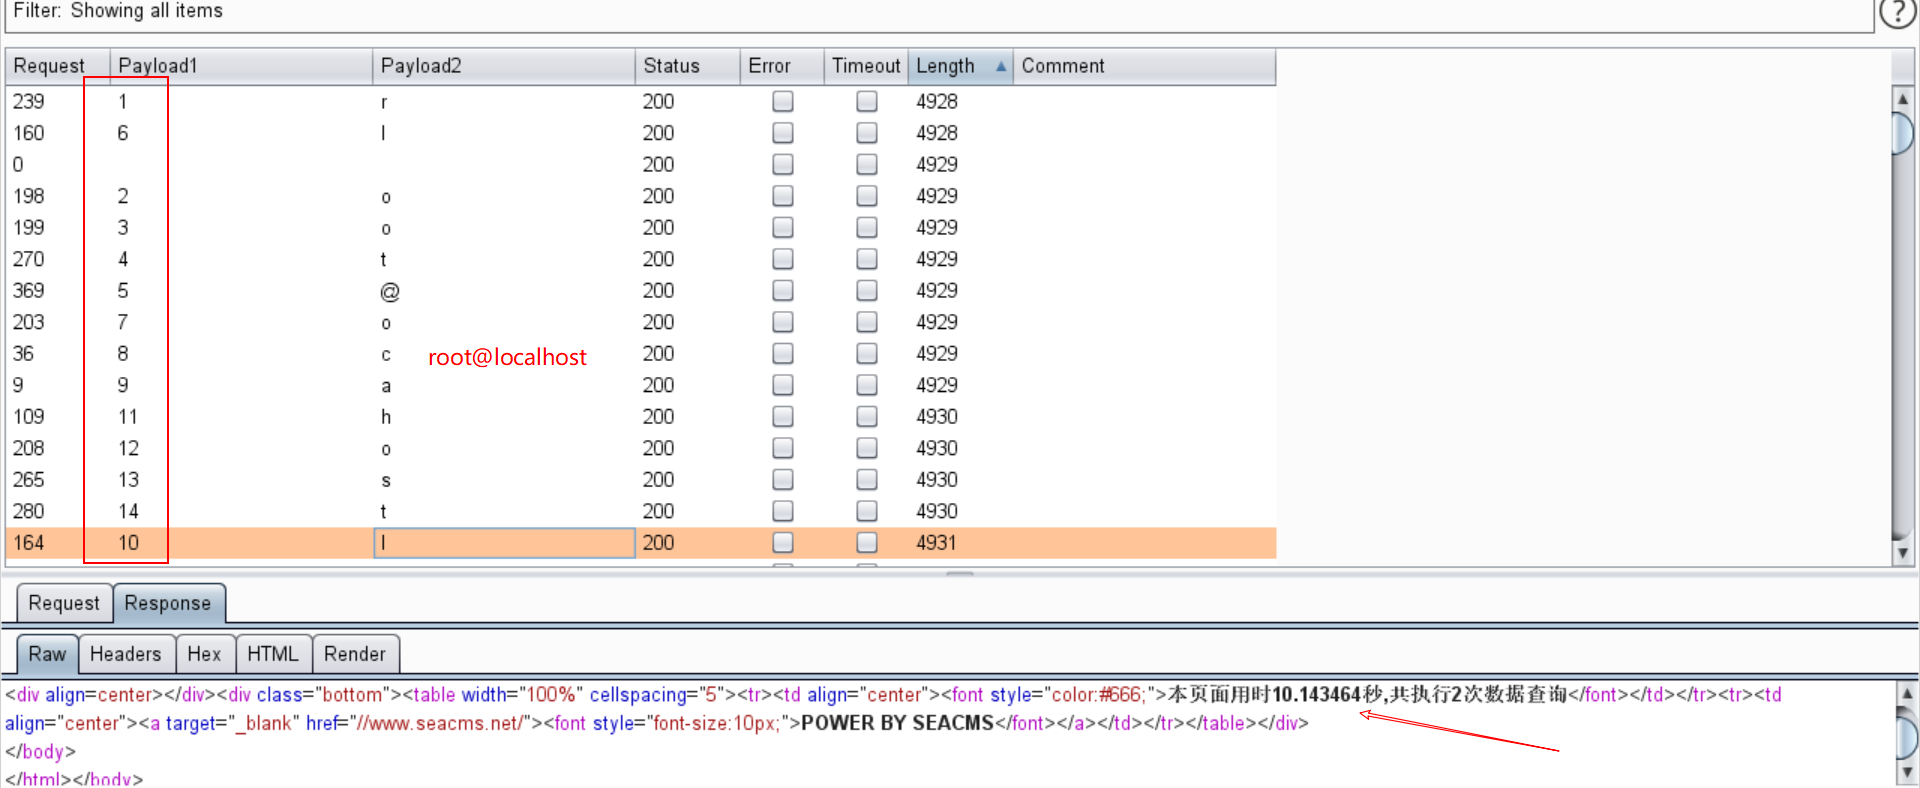 Filter: Showing all items
?
Request Payload1 Payload2 Status Error Timeout Length Comment
239 1 r 200 4928
160 6 l 200 4928
0 200 4929
198 2 o 200 4929
199 3 o 200 4929
270 4 t 200 4929
369 5 @ 200 4929
203 7 o 200 4929
36 8 c 200 4929
root@localhost
9 9 a 200 4929
109 11 h 200 4930
208 12 o 200 4930
265 13 s 200 4930
280 14 t 200 4930
164 10 l 200 4931
Request Response
Raw Headers Hex HTML Render
<div align=center></div><div class="bottom"><table width="100%" cellspacing="5"><tr><td align="center"><font style="color:#666;">本页面用时10.143464秒,共执行2次数据查询</font></td></tr><tr><td
align="center"><a target="_blank" href="//www.seacms.net/"><font style="font-size:10px;">POWER BY SEACMS</font></a></td></tr></table></div>
</body>
</html></body>